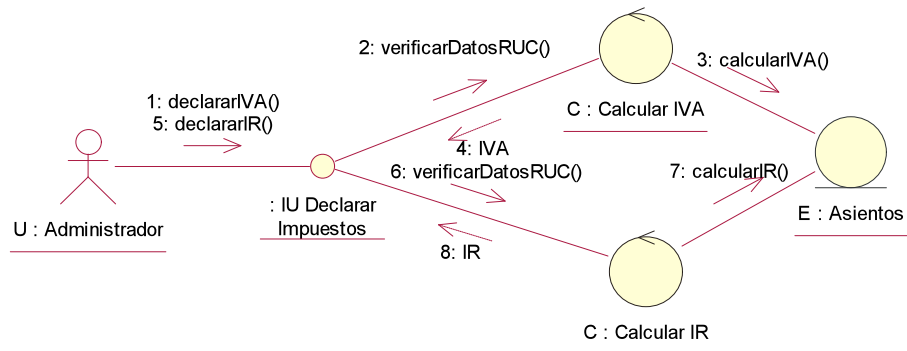 2: verificarDatosRUC()
3: calcularIVA()
1: declararIVA()
5: declararIR()
C : Calcular IVA
4: IVA
6: verificarDatosRUC()
7: calcularIR()
: IU Declarar
Impuestos
U : Administrador
E : Asientos
8: IR
C : Calcular IR